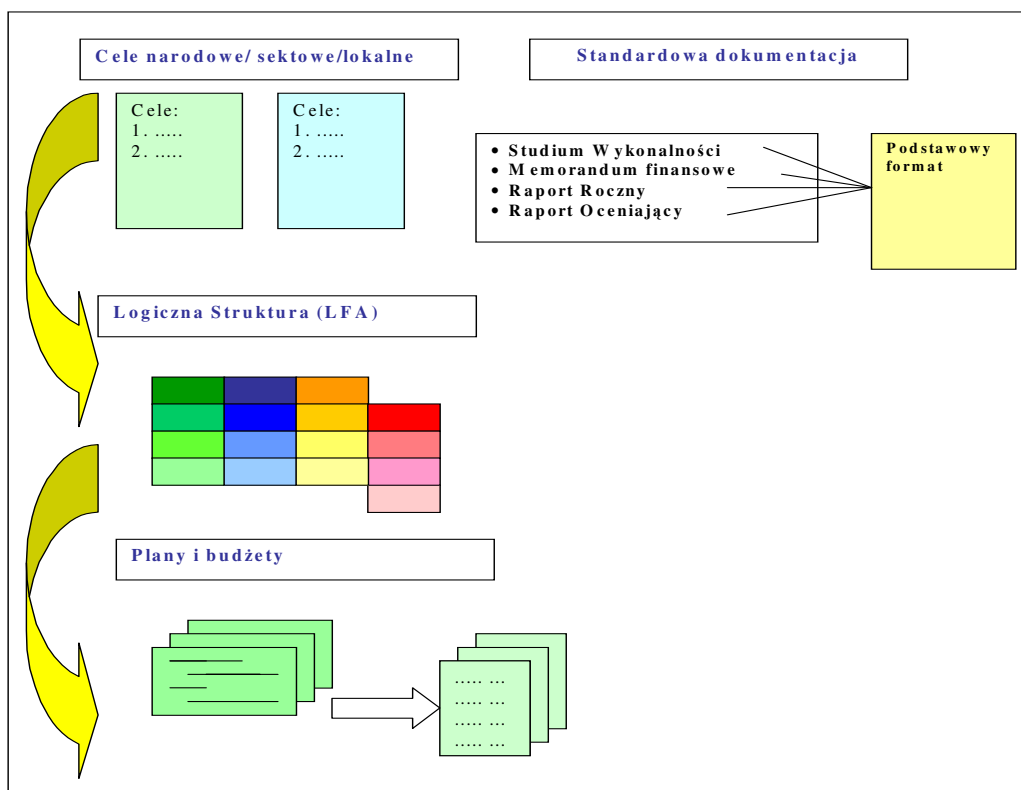 Cele narodowe/ sektowe/lokalne
Standardowa dokumentacja
Cele:
1. .....
2. .....
Cele:
1. .....
2. .....
• Studium Wykonalności
• Memorandum finansowe
• Raport Roczny
• Raport Oceniający
Podstawowy
format
Logiczna Struktura (LFA)
Plany i budżety
..... ...
..... ...
..... ...
..... ...